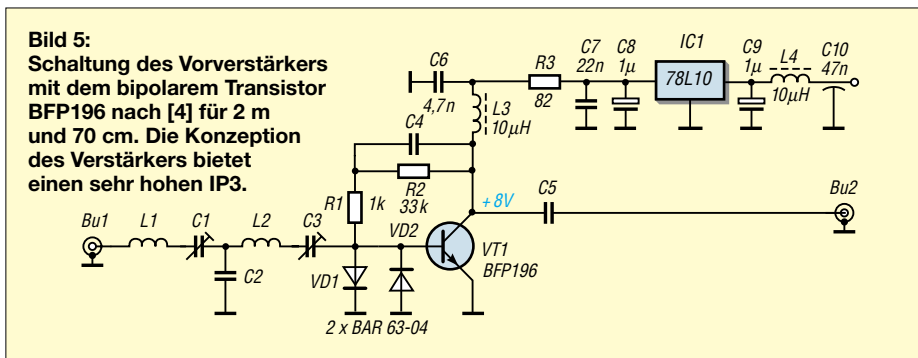 Bild 5:
Schaltung des Vorverstärkers
mit dem bipolarem Transistor
BFP196 nach [4] für 2 m
und 70 cm. Die Konzeption
des Verstärkers bietet
einen sehr hohen IP3.
C6
4,7n
R3
82
C7
22n
C8
1µ
IC1
78L10
C9
1µ
L4
10µH
C10
47n
L3
10µH
C4
R2
33k
R1
1k
+8V
C5
Bu2
Bu1
L1
C1
L2
C3
C2
VD1
VD2
VT1
BFP196
2 x BAR 63-04